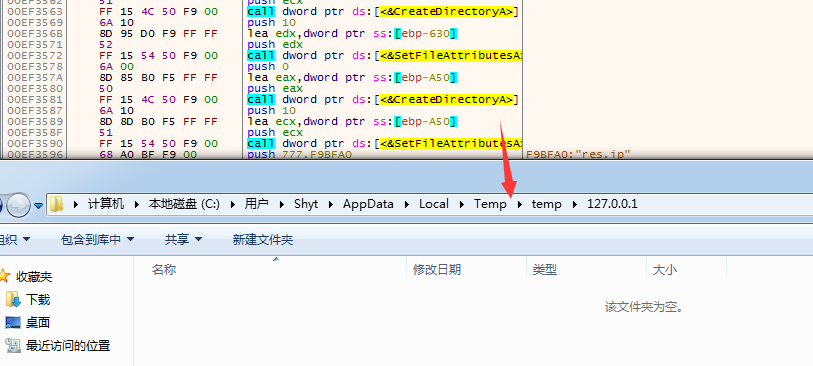 00EF3562 51 push ecx
00EF3563 FF 15 4C 50 F9 00 call dword ptr ds:[<&CreateDirectoryA>]
00EF3569 6A 10 push 10
00EF356B 8D 95 D0 F9 FF FF lea edx,dword ptr ss:[ebp-630]
00EF3571 52 push edx
00EF3572 FF 15 54 50 F9 00 call dword ptr ds:[<&SetFileAttributesA>
00EF3578 6A 00 push 0
00EF357A 8D 85 B0 F5 FF FF lea eax,dword ptr ss:[ebp-A50]
00EF3580 50 push eax
00EF3581 FF 15 4C 50 F9 00 call dword ptr ds:[<&CreateDirectoryA>]
00EF3587 6A 10 push 10
00EF3589 8D 8D B0 F5 FF FF lea ecx,dword ptr ss:[ebp-A50]
00EF358F 51 push ecx
00EF3590 FF 15 54 50 F9 00 call dword ptr ds:[<&SetFileAttributesA>
00EF3596 68 A0 BF F9 00 push 777.F9BFA0 F9BFA0:"res.ip"
计算机 本地磁盘 (C:) 用户 Shyt AppData Local Temp temp 127.0.0.1
组织 包含到库中 共享 新建文件夹
收藏夹 名称 修改日期 类型 大小
下载 该文件夹为空。
桌面
最近访问的位置